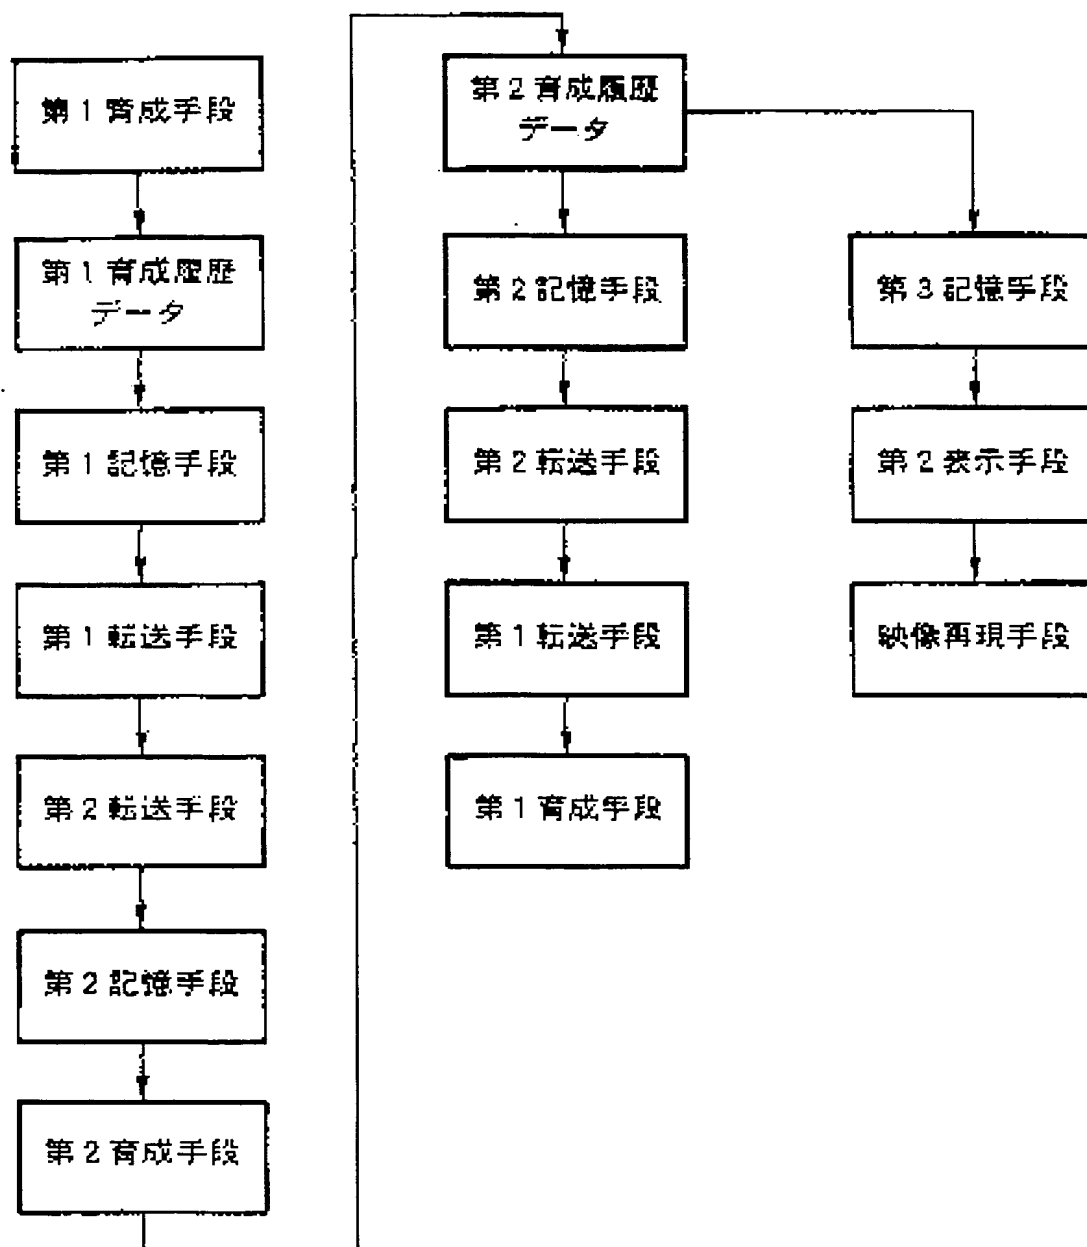 第1育成手段
第1育成履歴
データ
第1記憶手段
第1転送手段
第2転送手段
第2記憶手段
第2育成手段
第2育成履歴
データ
第2記憶手段
第2転送手段
第1転送手段
第1育成手段
第3記憶手段
第2表示手段
映像再現手段